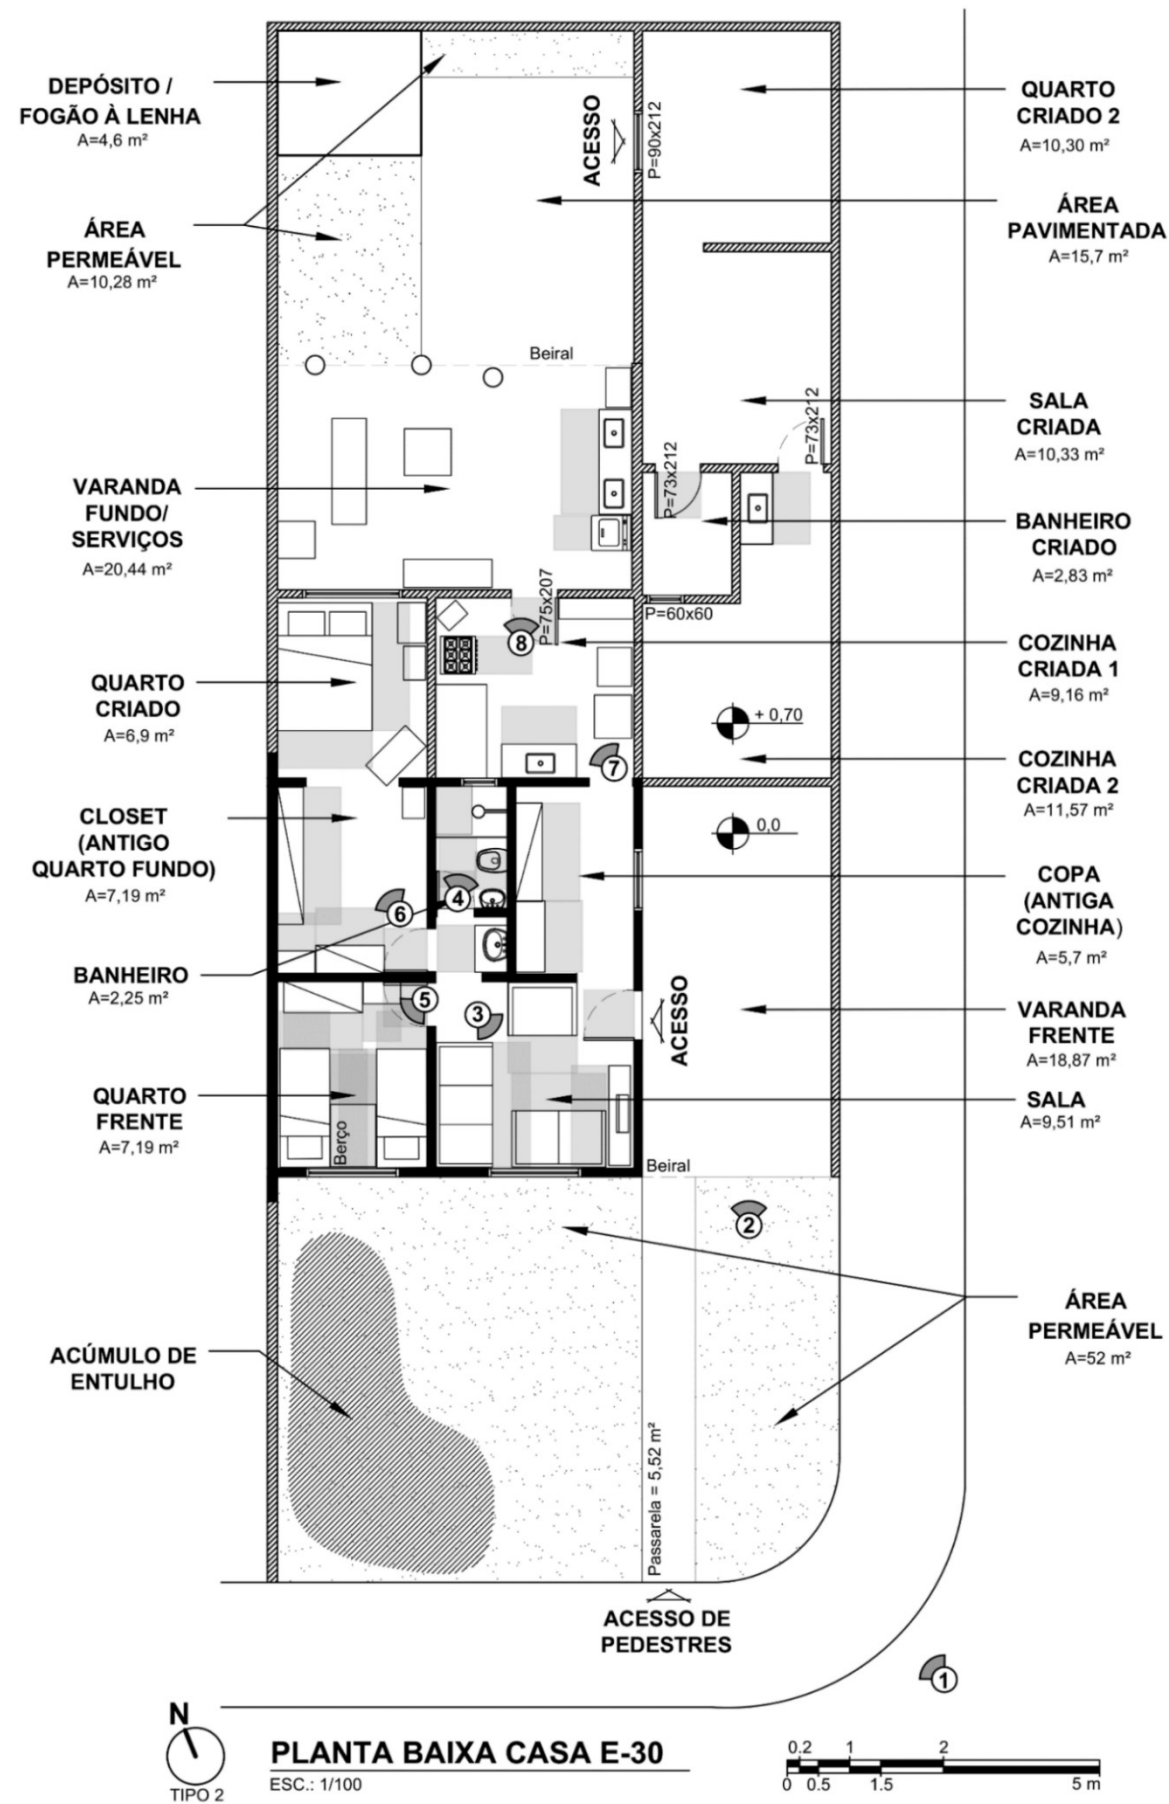 DEPÓSITO /
FOGÃO À LENHA
A=4,6 m²
ÁREA
PERMEÁVEL
A=10,28 m²
VARANDA
FUNDO/
SERVIÇOS
A=20,44 m²
QUARTO
CRIADO
A=6,9 m²
CLOSET
(ANTIGO
QUARTO FUNDO)
A=7,19 m²
BANHEIRO
A=2,25 m²
QUARTO
FRENTE
A=7,19 m²
ACÚMULO DE
ENTULHO
ACESSO
P=90x212
Beiral
P=73x212
P=73x212
P=75x207
P=60x60
8
7
+ 0,70
0,0
6
4
5
3
ACESSO
Berço
Beiral
2
Passarela = 5,52 m²
ACESSO DE
PEDESTRES
1
QUARTO
CRIADO 2
A=10,30 m²
ÁREA
PAVIMENTADA
A=15,7 m²
SALA
CRIADA
A=10,33 m²
BANHEIRO
CRIADO
A=2,83 m²
COZINHA
CRIADA 1
A=9,16 m²
COZINHA
CRIADA 2
A=11,57 m²
COPA
(ANTIGA
COZINHA)
A=5,7 m²
VARANDA
FRENTE
A=18,87 m²
SALA
A=9,51 m²
ÁREA
PERMEÁVEL
A=52 m²
N
TIPO 2
PLANTA BAIXA CASA E-30
ESC.: 1/100
0.2 1 2
0 0.5 1.5 5 m